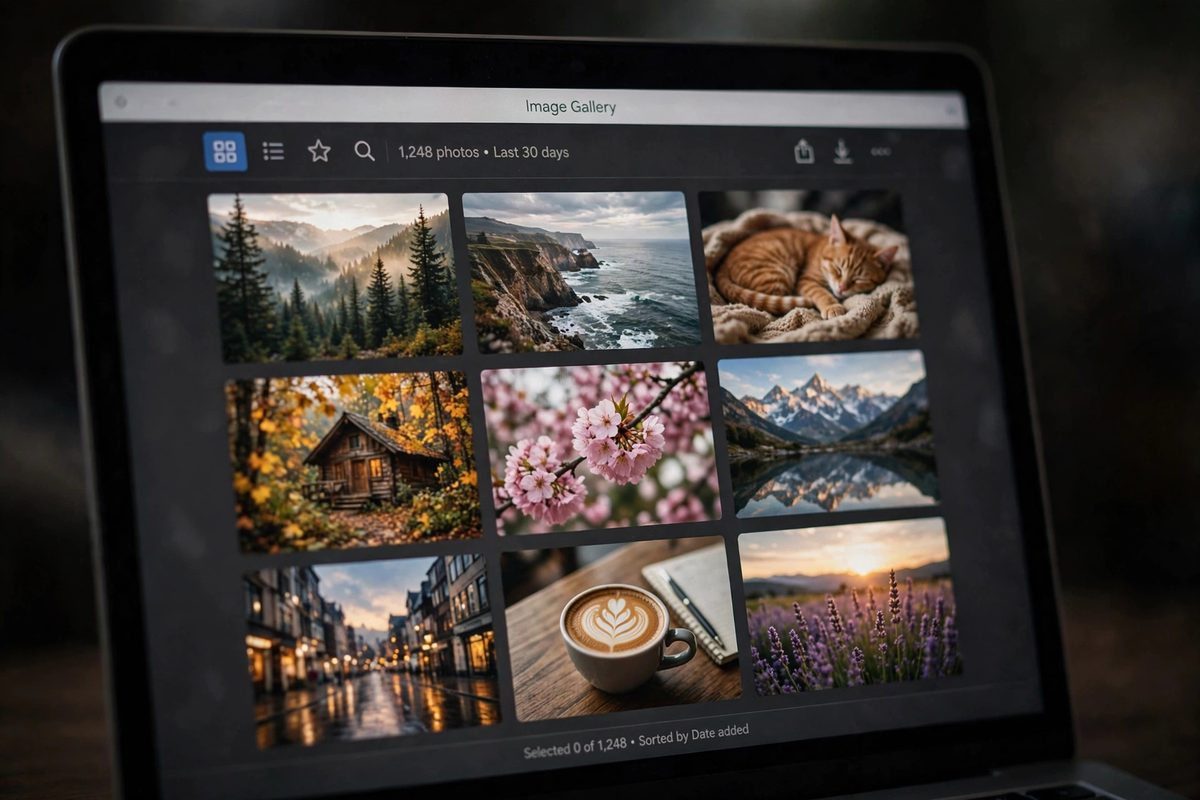 Image Gallery
1,248 photos • Last 30 days
Selected 0 of 1,248 • Sorted by Date added